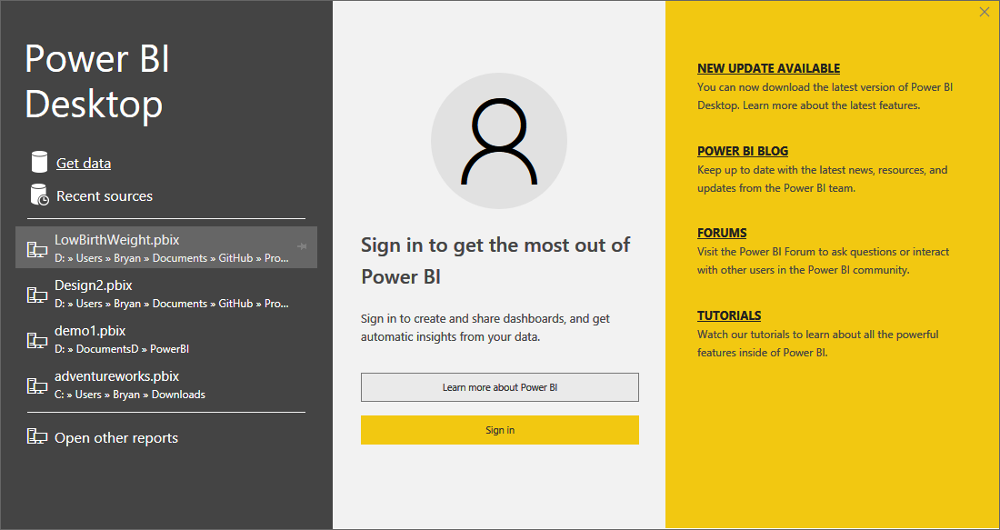 Power BI
Desktop
Get data
Recent sources
LowBirthWeight.pbix
D: » Users » Bryan » Documents » GitHub » Pro...
Design2.pbix
D: » Users » Bryan » Documents » GitHub » Pro...
demo1.pbix
D: » DocumentsD » PowerBI
adventureworks.pbix
C: » Users » Bryan » Downloads
Open other reports
Sign in to get the most out of
Power BI
Sign in to create and share dashboards, and get
automatic insights from your data.
Learn more about Power BI
Sign in
NEW UPDATE AVAILABLE
You can now download the latest version of Power BI
Desktop. Learn more about the latest features.
POWER BI BLOG
Keep up to date with the latest news, resources, and
updates from the Power BI team.
FORUMS
Visit the Power BI Forum to ask questions or interact
with other users in the Power BI community.
TUTORIALS
Watch our tutorials to learn about all the powerful
features inside of Power BI.